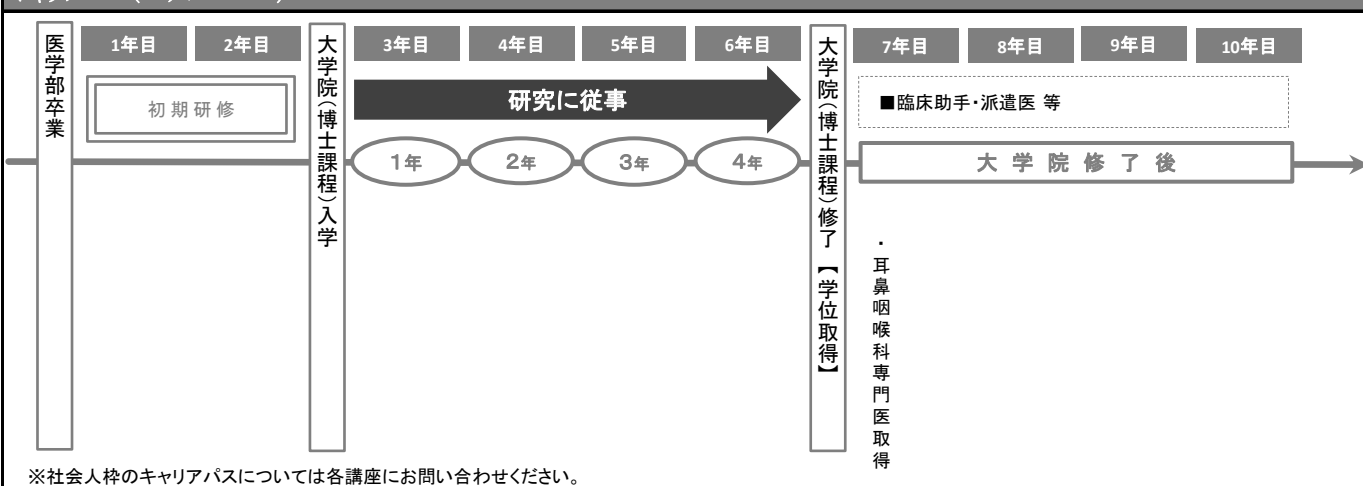 医学部卒業
1年目
2年目
初期研修
大学院(博士課程)入学
3年目
4年目
5年目
6年目
研究に従事
1年
2年
3年
4年
大学院(博士課程)修了 【学位取得】
7年目
8年目
9年目
10年目
■臨床助手・派遣医 等
大学院修了後
・耳鼻咽喉科専門医取得
※社会人枠のキャリアパスについては各講座にお問い合わせください。